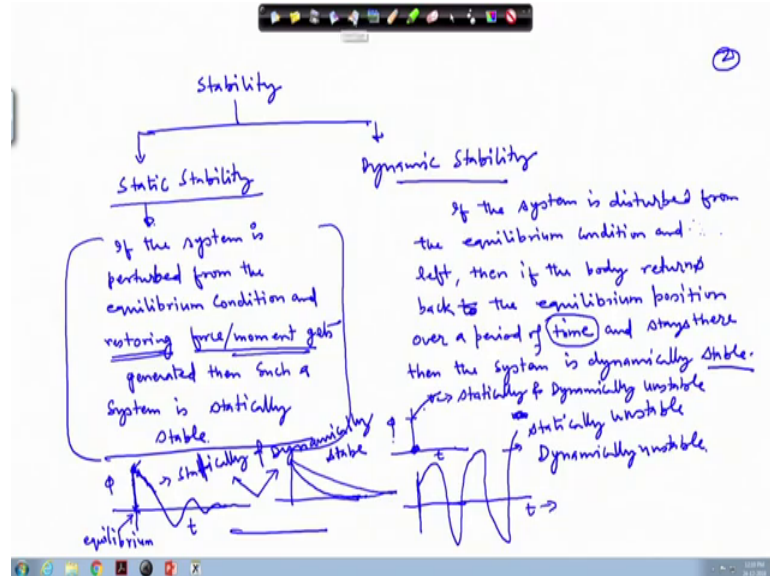 2
Stability
Static Stability
Dynamic Stability
If the system is
perturbed from the
equilibrium Condition and
restoring force/moment gets
generated then such a
System is statically
stable.
If the system is disturbed from
the equilibrium condition and
left, then if the body returns
back to the equilibrium position
over a period of time and stays there
then the system is dynamically stable.
φ
t
equilibrium
Statically & Dynamically
stabe
φ
t
Statically & Dynamically unstable
statically unstable
Dynamically unstable.
t